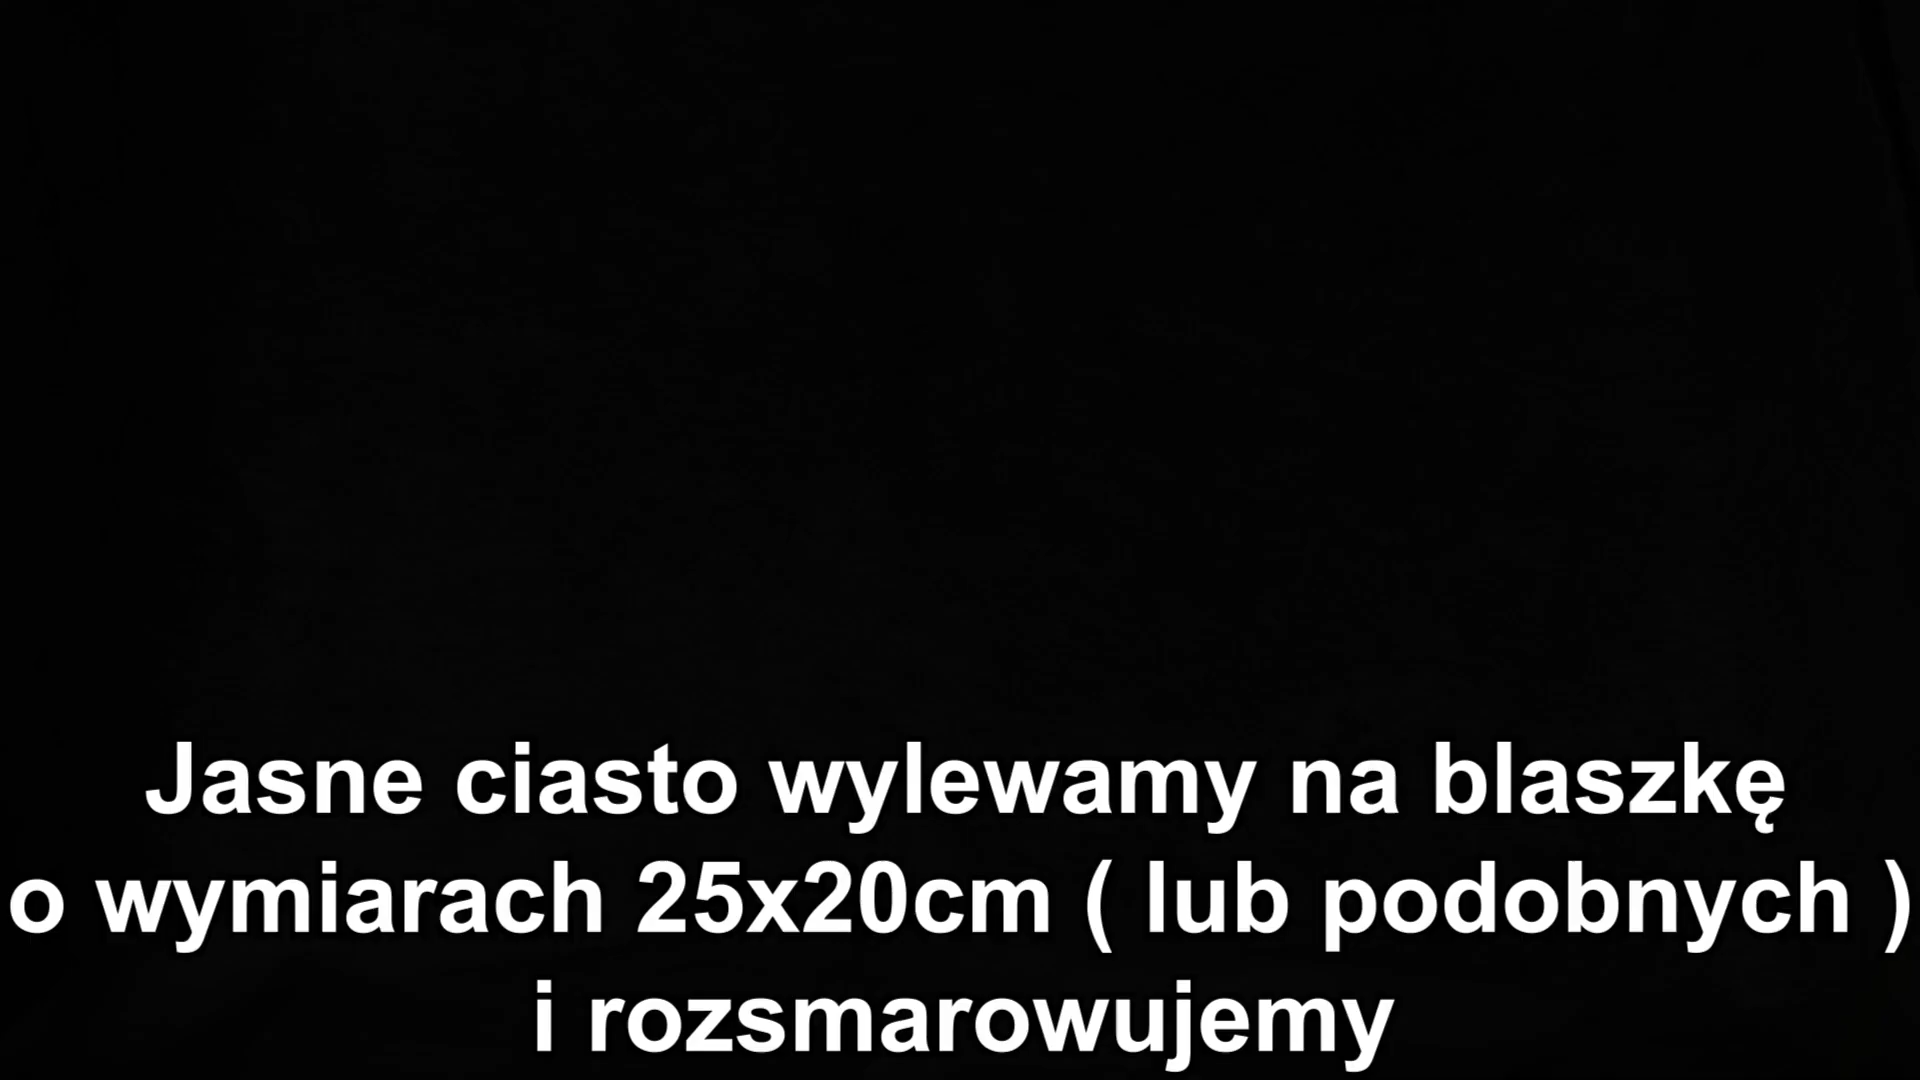 Jasne ciasto wylewamy na blaszkę
o wymiarach 25x20cm ( lub podobnych )
i rozsmarowujemy